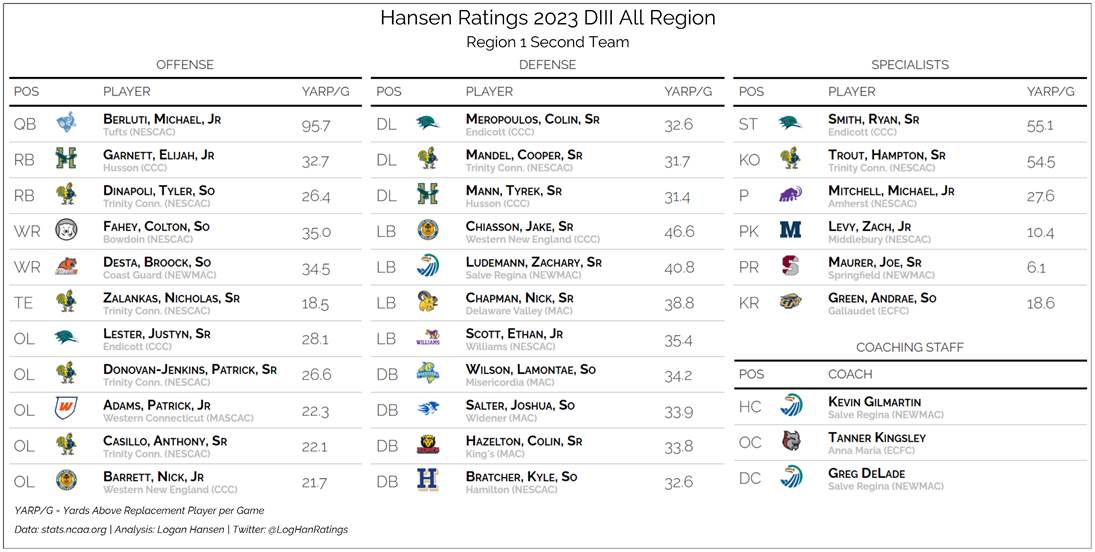 Hansen Ratings 2023 DIII All Region
Region 1 Second Team
OFFENSE
POS PLAYER YARP/G
QB BERLUTI, MICHAEL, JR 95.7
Tufts (NESCAC)
RB GARNETT, ELIJAH, JR 32.7
Husson (CCC)
RB DINAPOLI, TYLER, SO 26.4
Trinity Conn. (NESCAC)
WR FAHEY, COLTON, SO 35.0
Bowdoin (NESCAC)
WR DESTA, BROOCK, SO 34.5
Coast Guard (NEWMAC)
TE ZALANKAS, NICHOLAS, SR 18.5
Trinity Conn. (NESCAC)
OL LESTER, JUSTYN, SR 28.1
Endicott (CCC)
OL DONOVAN-JENKINS, PATRICK, SR 26.6
Trinity Conn. (NESCAC)
OL ADAMS, PATRICK, JR 22.3
Western Connecticut (MASCAC)
OL CASILLO, ANTHONY, SR 22.1
Trinity Conn. (NESCAC)
OL BARRETT, NICK, JR 21.7
Western New England (CCC)
DEFENSE
POS PLAYER YARP/G
DL MEROPOULOS, COLIN, SR 32.6
Endicott (CCC)
DL MANDEL, COOPER, SR 31.7
Trinity Conn. (NESCAC)
DL MANN, TYREK, SR 31.4
Husson (CCC)
LB CHIASSON, JAKE, SR 46.6
Western New England (CCC)
LB LUDEMANN, ZACHARY, SR 40.8
Salve Regina (NEWMAC)
LB CHAPMAN, NICK, SR 38.8
Delaware Valley (MAC)
LB SCOTT, ETHAN, JR 35.4
WILLIAMS
Williams (NESCAC)
DB WILSON, LAMONTAE, SO 34.2
Misericordia (MAC)
DB SALTER, JOSHUA, SO 33.9
Widener (MAC)
DB HAZELTON, COLIN, SR 33.8
King's (MAC)
DB BRATCHER, KYLE, SO 32.6
Hamilton (NESCAC)
SPECIALISTS
POS PLAYER YARP/G
ST SMITH, RYAN, SR 55.1
Endicott (CCC)
KO TROUT, HAMPTON, SR 54.5
Trinity Conn. (NESCAC)
P MITCHELL, MICHAEL, JR 27.6
Amherst (NESCAC)
PK LEVY, ZACH, JR 10.4
Middlebury (NESCAC)
PR MAURER, JOE, SR 6.1
Springfield (NEWMAC)
KR GREEN, ANDRAE, SO 18.6
Gallaudet (ECFC)
COACHING STAFF
POS COACH
HC KEVIN GILMARTIN
Salve Regina (NEWMAC)
OC TANNER KINGSLEY
Anna Maria (ECFC)
DC GREG DELADE
Salve Regina (NEWMAC)
YARP/G = Yards Above Replacement Player per Game
Data: stats.ncaa.org | Analysis: Logan Hansen | Twitter: @LogHanRatings